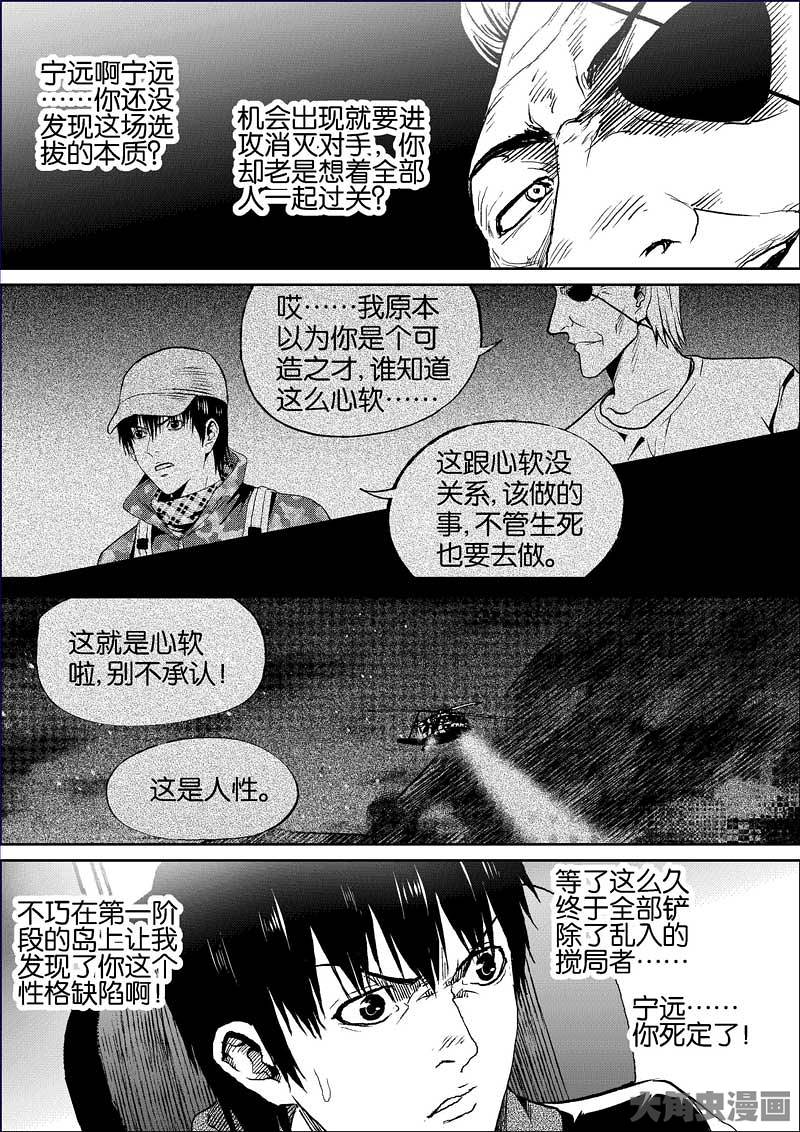 宁远啊宁远
……你还没
发现这场选
拔的本质？
机会出现就要进
攻消灭对手，你
却老是想着全部
人一起过关？
哎……我原本
以为你是个可
造之才，谁知道
这么心软……
这跟心软没
关系，该做的
事，不管生死
也要去做。
这就是心软
啦，别不承认！
这是人性。
不巧在第一阶
段的岛上让我
发现了你这个
性格缺陷啊！
等了这么久
终于全部铲
除了乱入的
搅局者……
宁远……
你死定了！
大角虫漫画